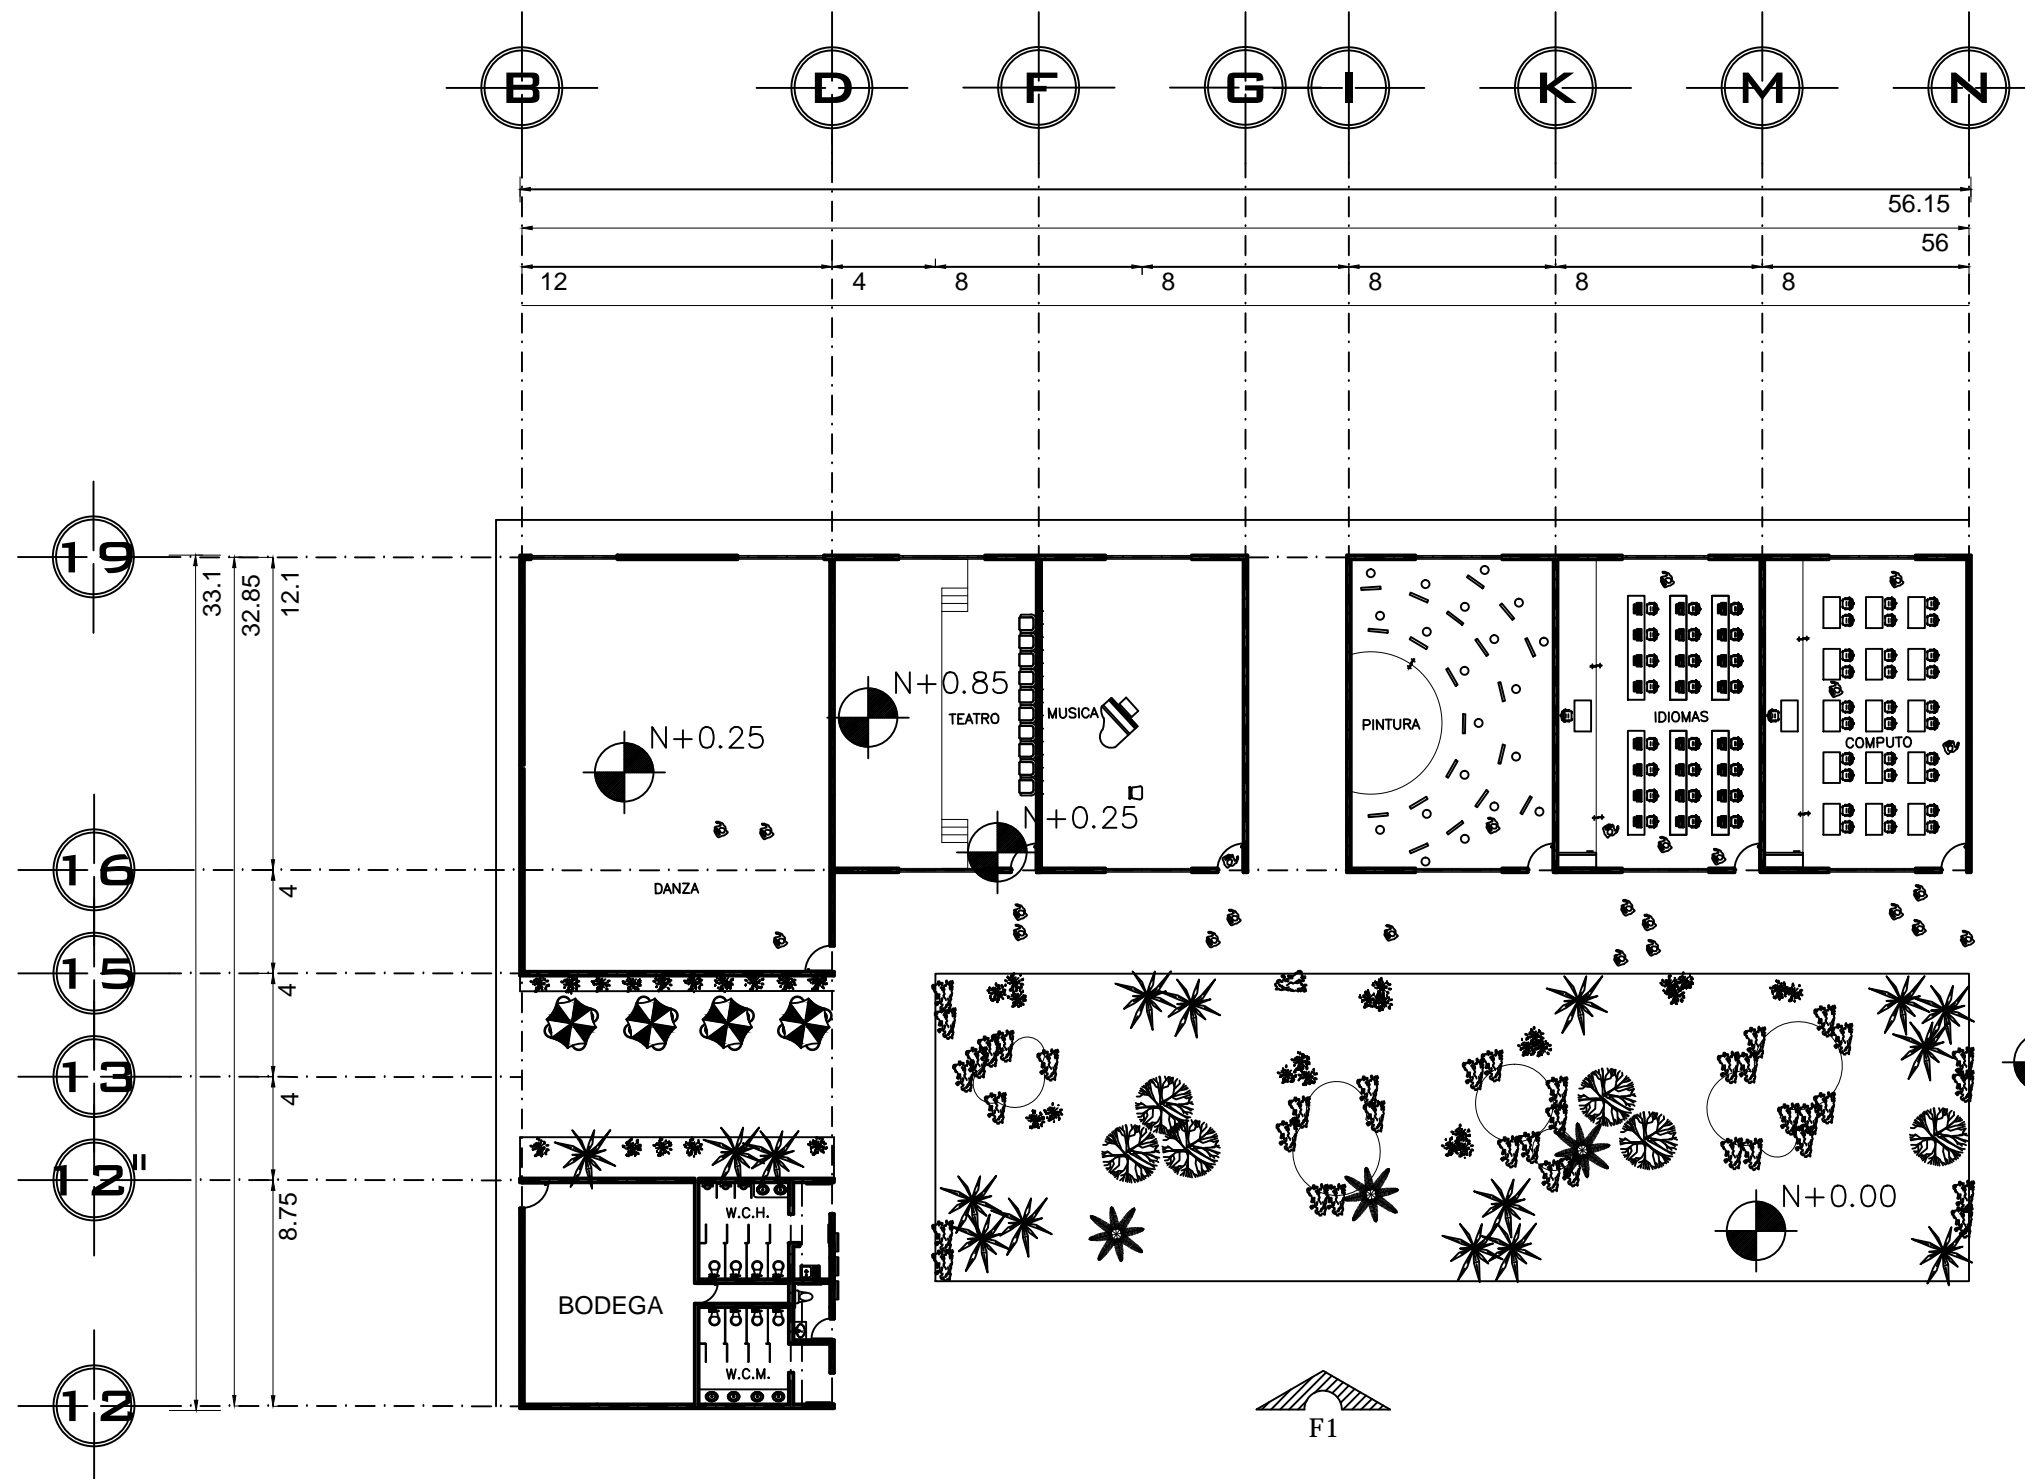 B D F G I K M N
56.15
56
12 4 8 8 8 8 8
19
33.1
32.85
12.1
N+0.85
TEATRO
MUSICA
PINTURA
IDIOMAS
COMPUTO
N+0.25
N+0.25
16
4
DANZA
15
4
13
4
12"
8.75
W.C.H.
N+0.00
BODEGA
W.C.M.
12
F1